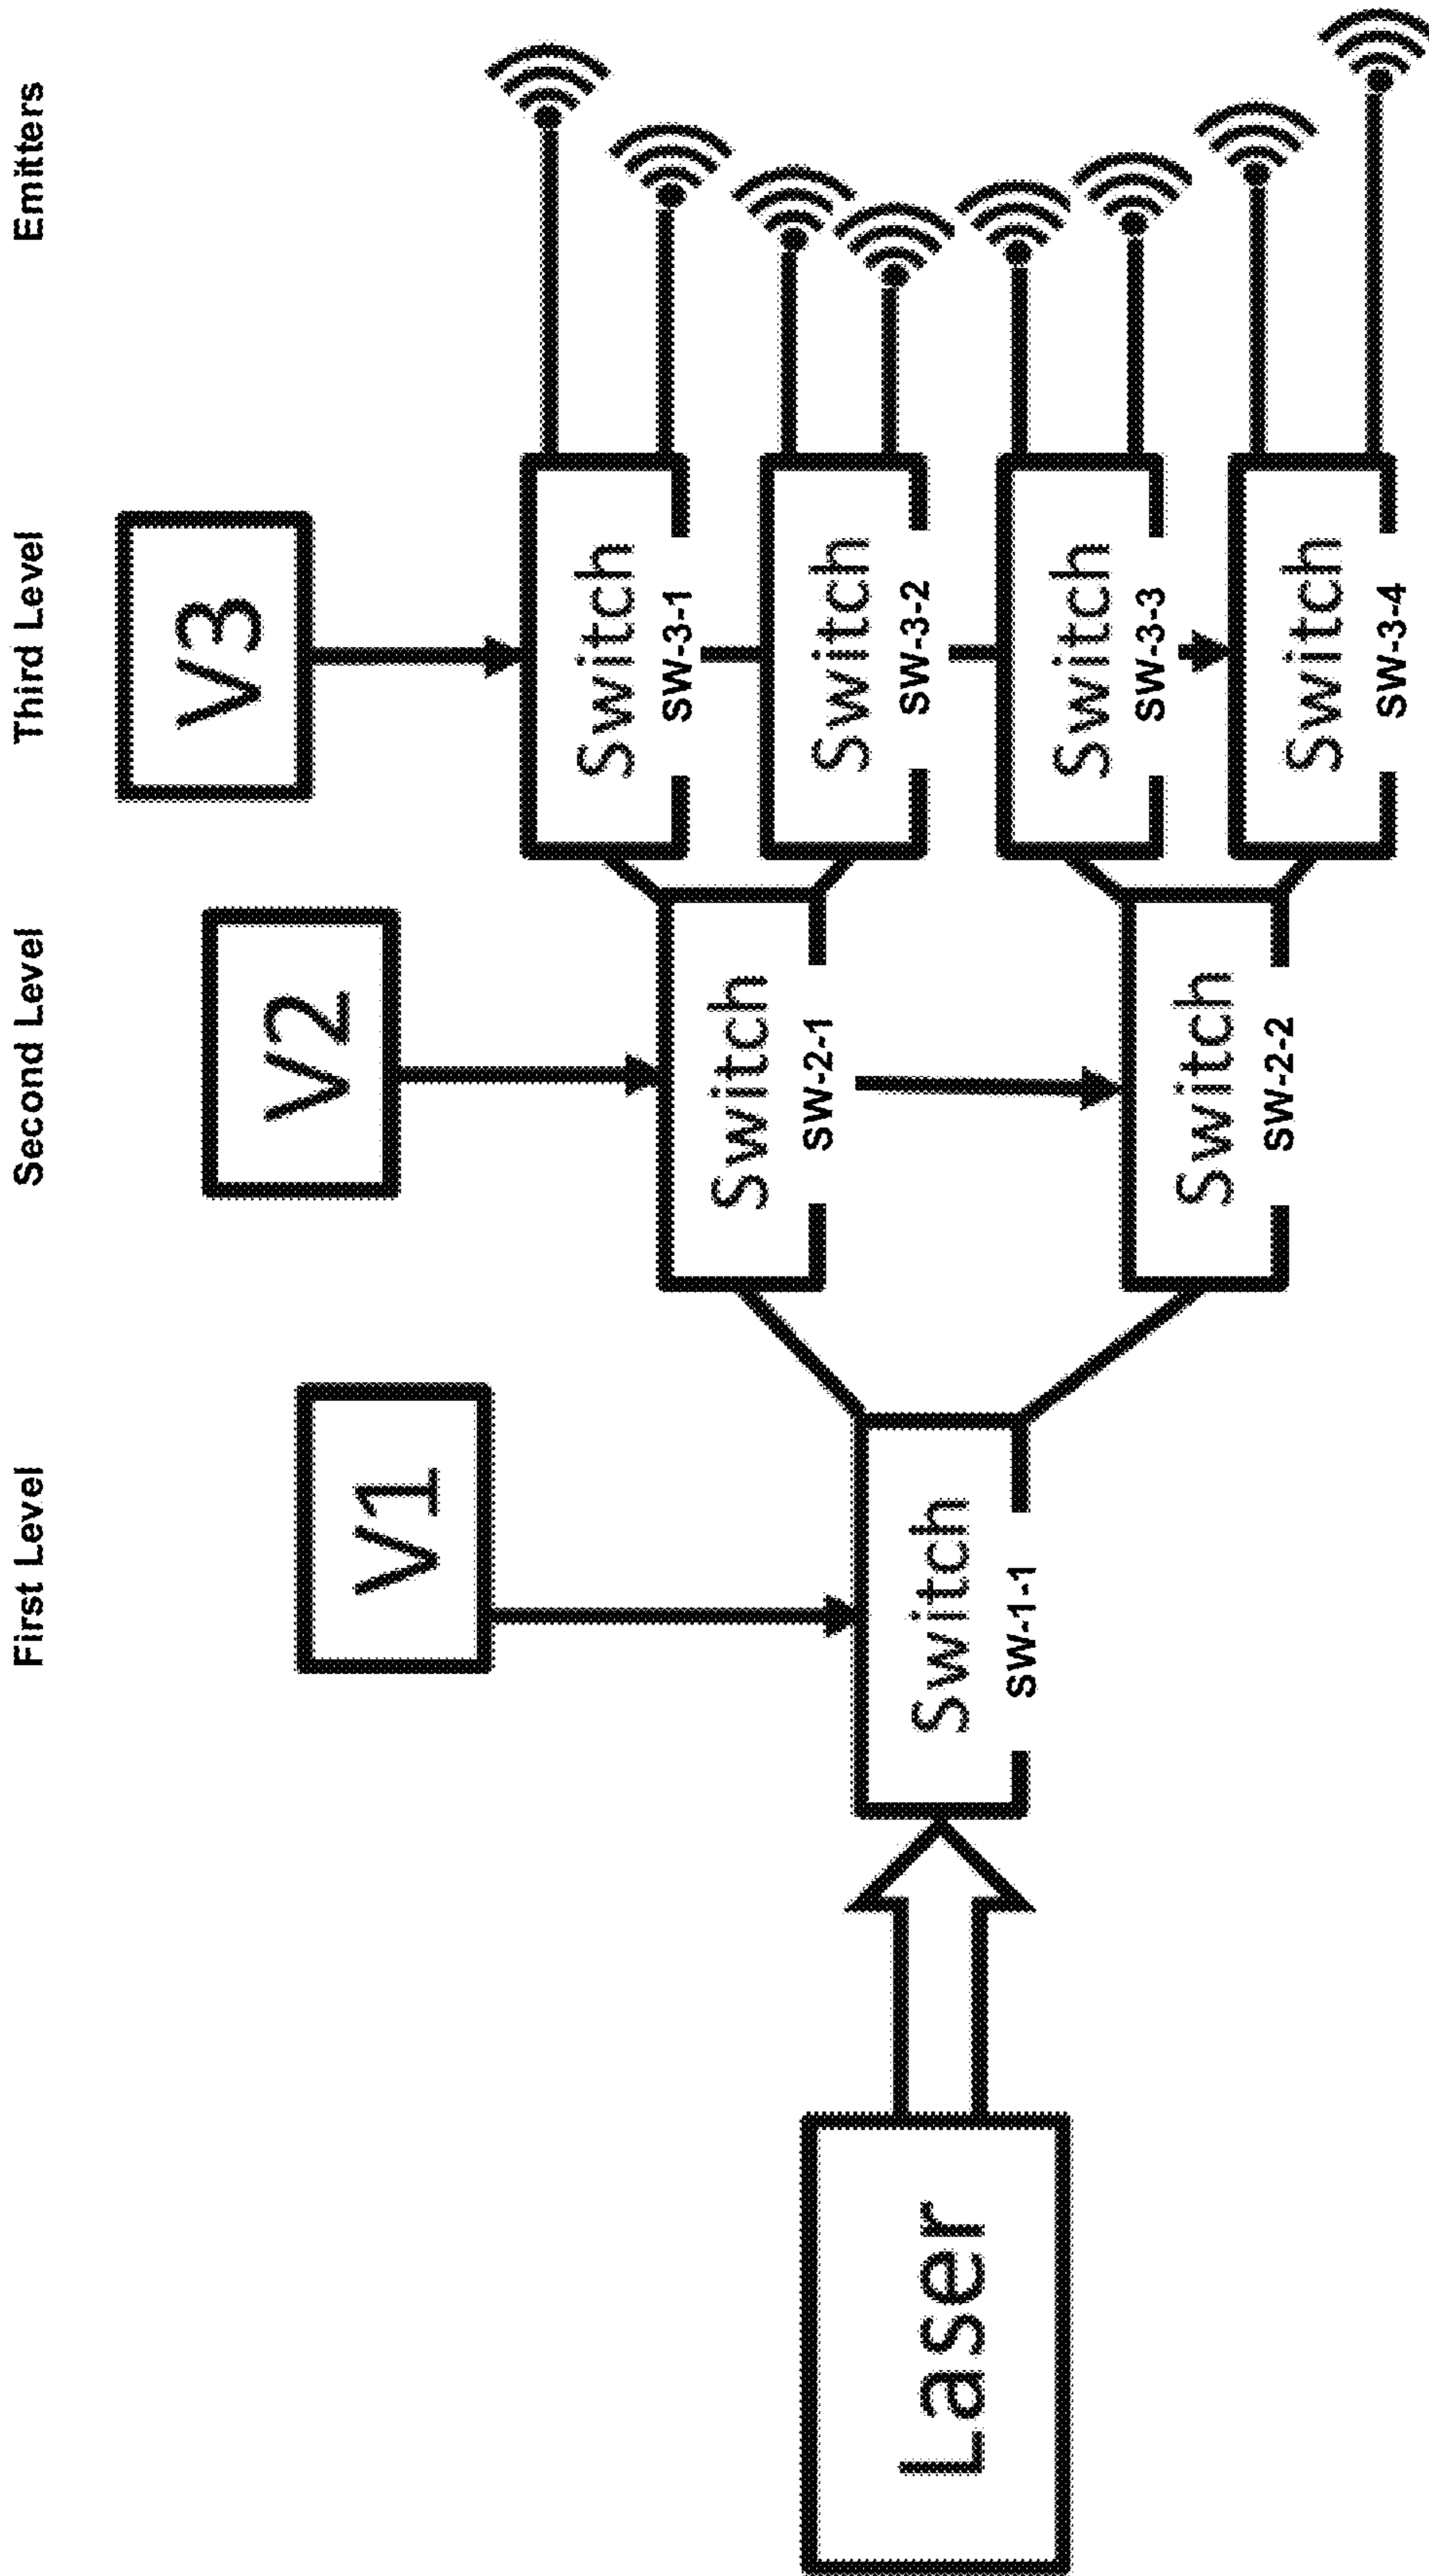 First Level
Second Level
Third Level
Emitters
V1
V2
V3
Laser
Switch
SW-1-1
Switch
SW-2-1
Switch
SW-2-2
Switch
SW-3-1
Switch
SW-3-2
Switch
SW-3-3
Switch
SW-3-4